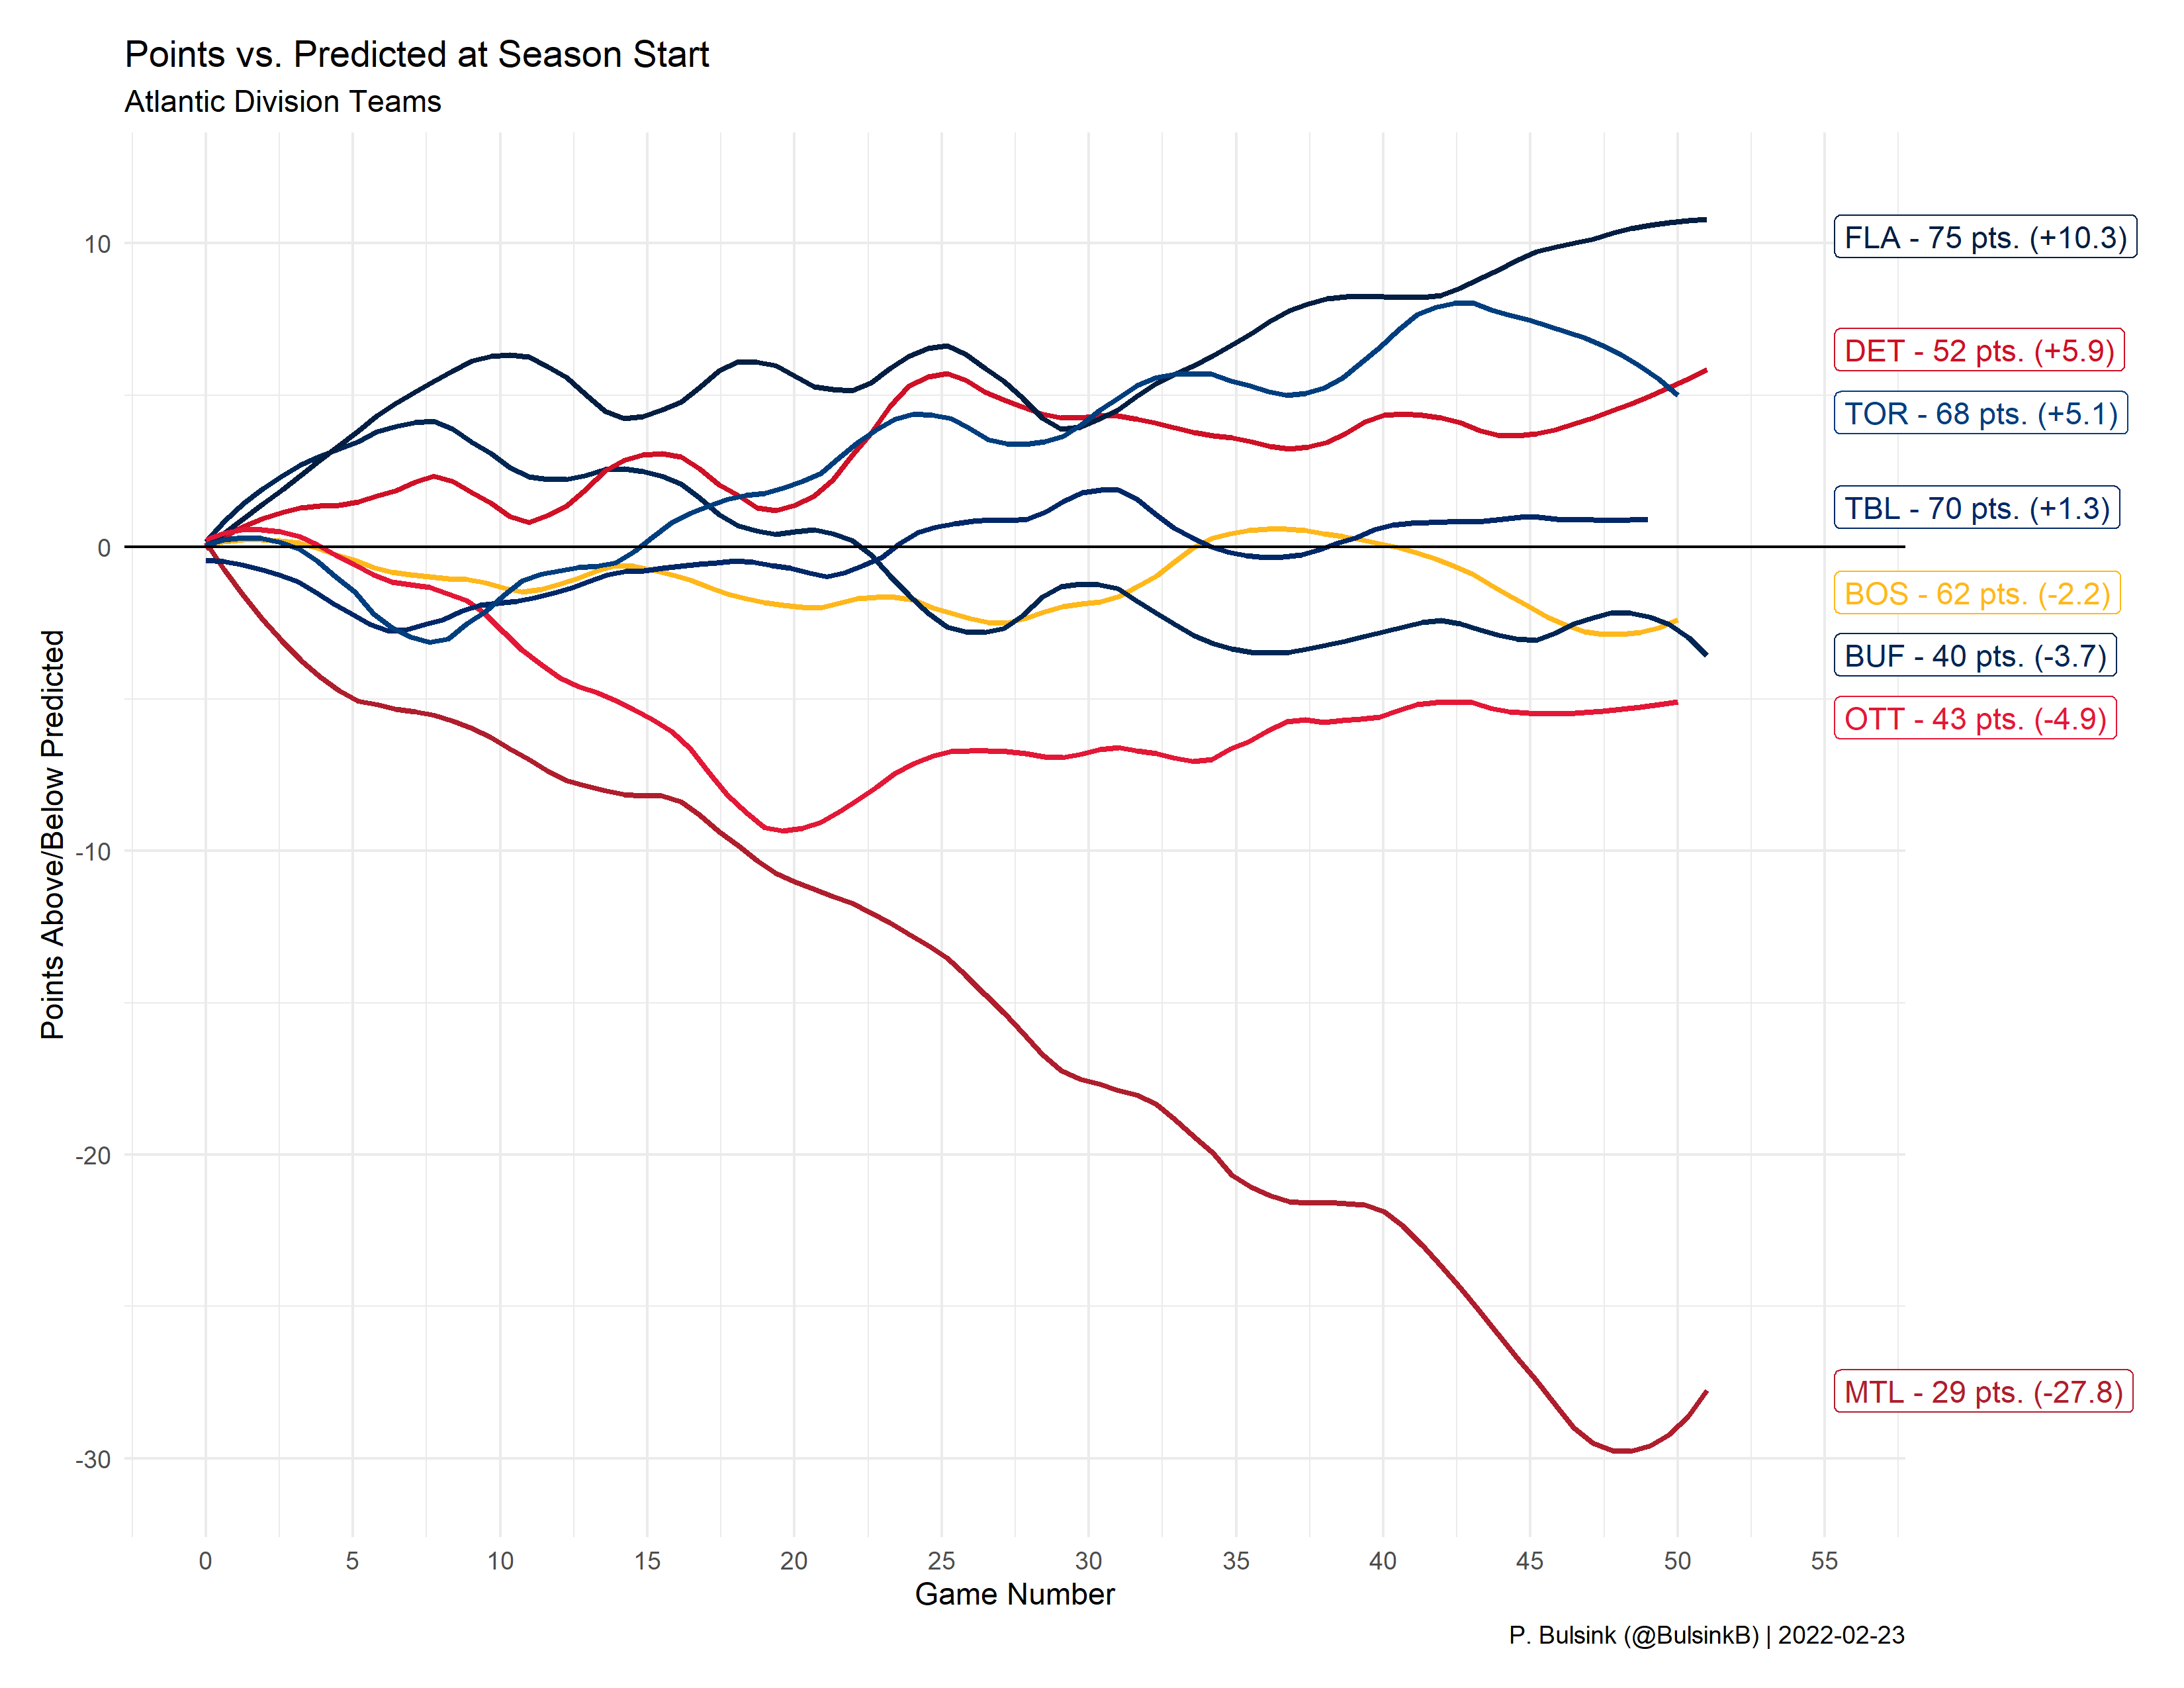 Points vs. Predicted at Season Start
Atlantic Division Teams
Points Above/Below Predicted
10
0
-10
-20
-30
FLA - 75 pts. (+10.3)
DET - 52 pts. (+5.9)
TOR - 68 pts. (+5.1)
TBL - 70 pts. (+1.3)
BOS - 62 pts. (-2.2)
BUF - 40 pts. (-3.7)
OTT - 43 pts. (-4.9)
MTL - 29 pts. (-27.8)
0 5 10 15 20 25 30 35 40 45 50 55
Game Number
P. Bulsink (@BulsinkB) | 2022-02-23